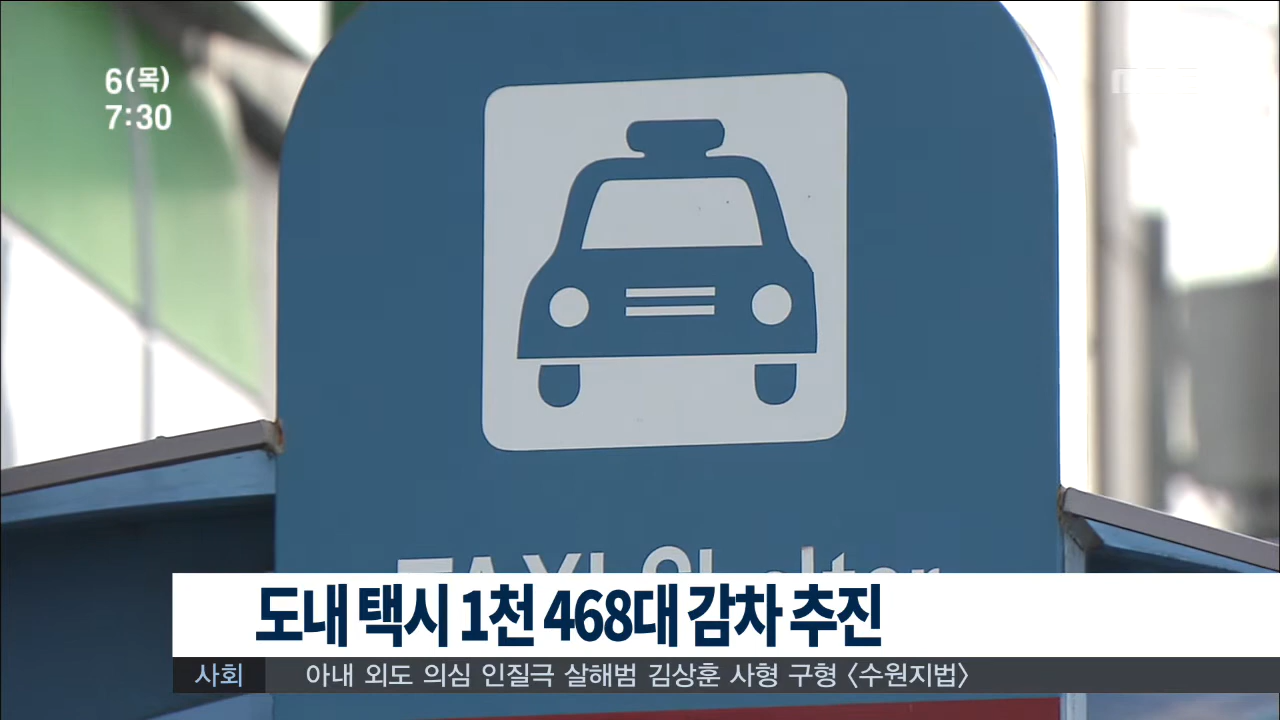 6(목)
7:30
TAXI Shelter
도내 택시 1천 468대 감차 추진
사회 아내 외도 의심 인질극 살해범 김상훈 사형 구형 〈수원지법〉